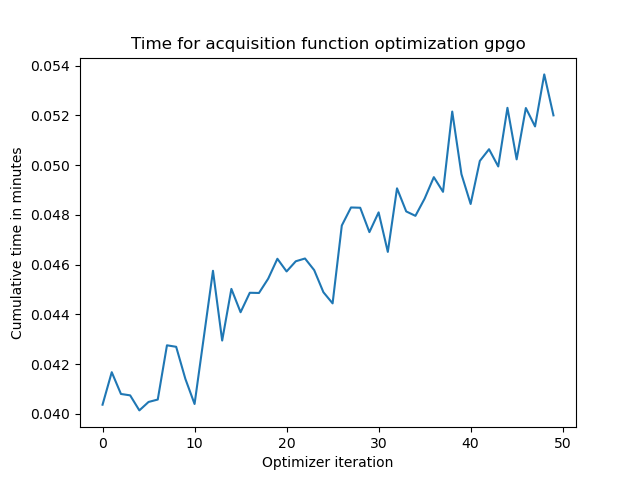 Time for acquisition function optimization gpgo
0.054
0.052
0.050
0.048
0.046
0.044
0.042
0.040
Cumulative time in minutes
0 10 20 30 40 50
Optimizer iteration